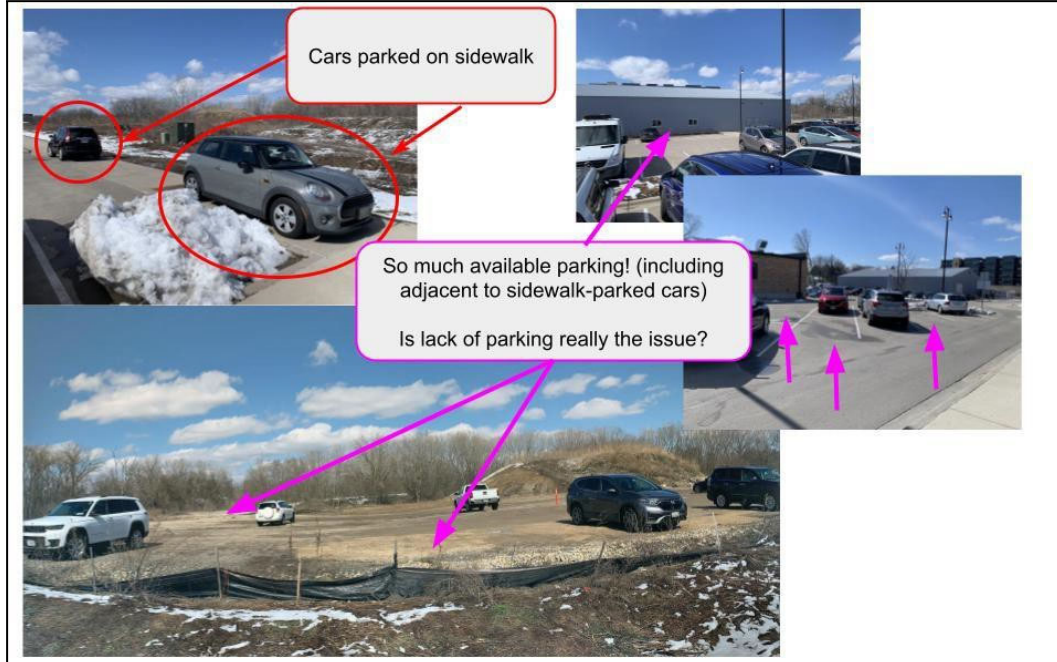 Cars parked on sidewalk
So much available parking! (including
adjacent to sidewalk-parked cars)
Is lack of parking really the issue?